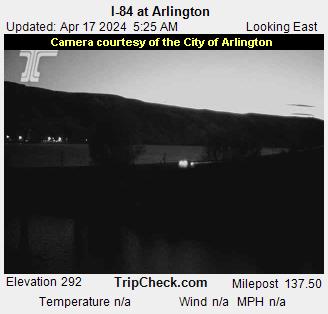 I-84 at Arlington
Updated: Apr 17 2024 5:25 AM Looking East
Camera courtesy of the City of Arlington
Elevation 292 TripCheck.com Milepost 137.50
Temperature n/a Wind n/a MPH n/a